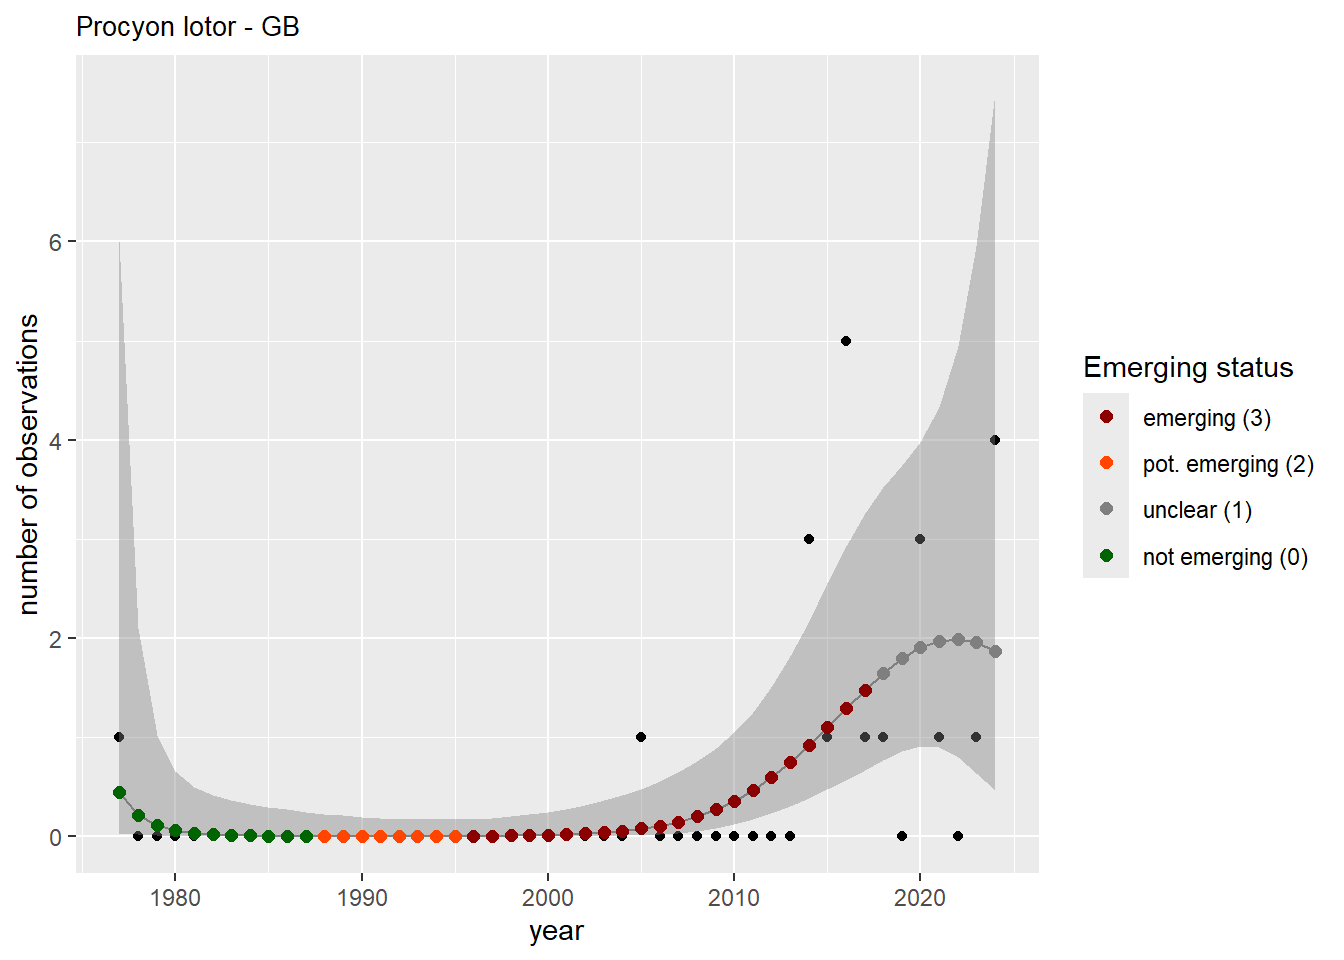 Procyon lotor - GB
6
4
2
0
number of observations
1980
1990
2000
2010
2020
year
Emerging status
emerging (3)
pot. emerging (2)
unclear (1)
not emerging (0)